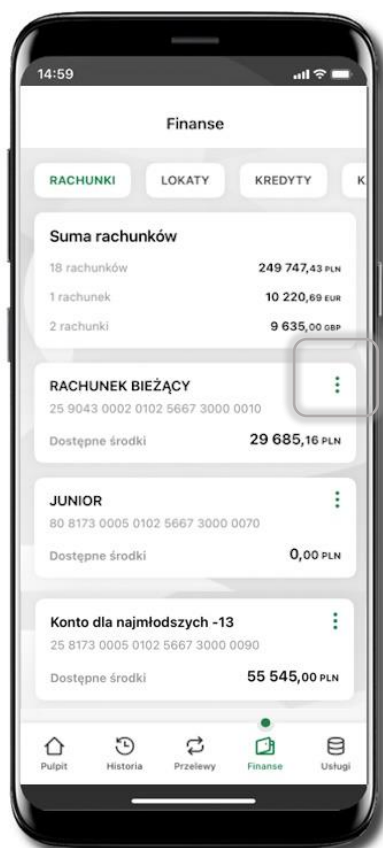 14:59
Finanse
RACHUNKI LOKATY KREDYTY K
Suma rachunków
18 rachunków 249 747,43 PLN
1 rachunek 10 220,69 EUR
2 rachunki 9 635,00 GBP
RACHUNEK BIEŻĄCY
25 9043 0002 0102 5667 3000 0010
Dostępne środki 29 685,16 PLN
JUNIOR
80 8173 0005 0102 5667 3000 0070
Dostępne środki 0,00 PLN
Konto dla najmłodszych -13
25 8173 0005 0102 5667 3000 0090
Dostępne środki 55 545,00 PLN
Pulpit Historia Przelewy Finanse Usługi